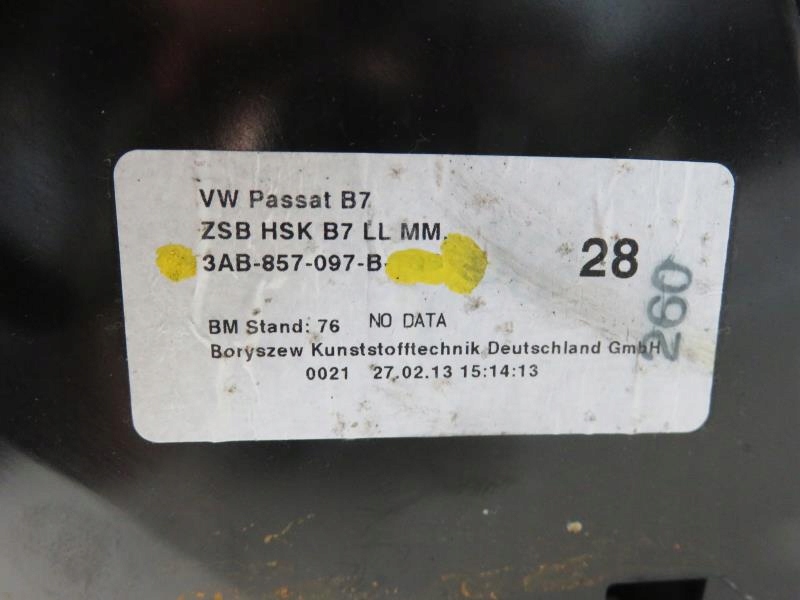 VW Passat B7
ZSB HSK B7 LL MM
3AB-857-097-B-
28
260
BM Stand: 76 NO DATA
Boryszew Kunststofftechnik Deutschland GmbH
0021 27.02.13 15:14:13